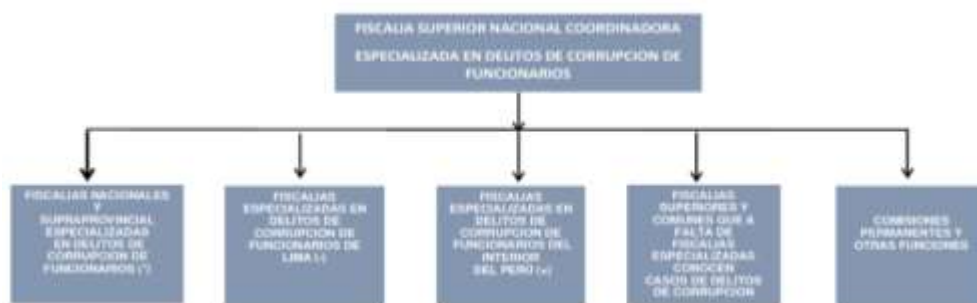 FISCALIA SUPERIOR NACIONAL COORDINADORA
ESPECIALIZADA EN DELITOS DE CORRUPCION DE
FUNCIONARIOS
FISCALIAS NACIONALES
Y
SUPRAPROVINCIAL
ESPECIALIZADAS
EN DELITOS DE
CORRUPCION DE
FUNCIONARIOS (*)
FISCALIAS
ESPECIALIZADAS EN
DELITOS DE
CORRUPCION DE
FUNCIONARIOS DE
LIMA
FISCALIAS
ESPECIALIZADAS EN
DELITOS DE
CORRUPCION DE
FUNCIONARIOS DEL
INTERIOR
DEL PERÚ
FISCALIAS
SUPERIORES Y
COMUNES QUE A
FALTA DE
FISCALIAS
ESPECIALIZADAS
CONOCEN
CASOS DE DELITOS
DE CORRUPCION
COMISIONES
PERMANENTES Y
OTRAS FUNCIONES